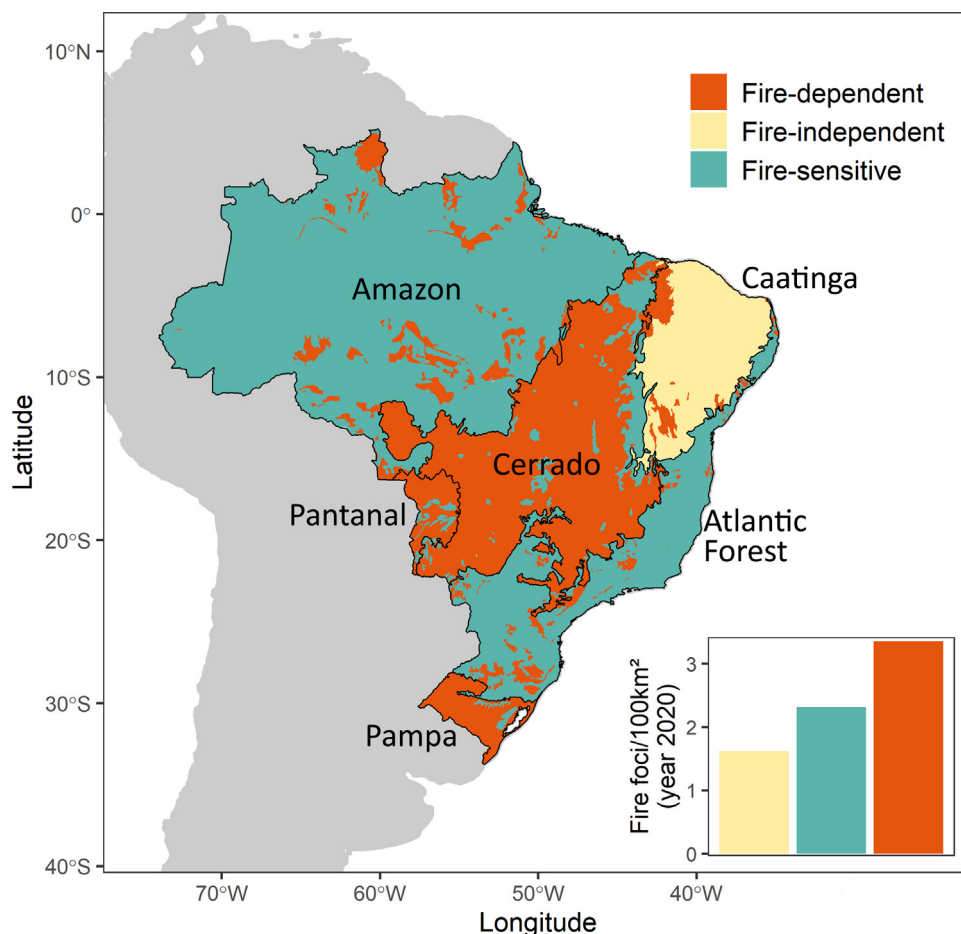 10°N
0°
10°S
20°S
30°S
40°S
Latitude
Fire-dependent
Fire-independent
Fire-sensitive
Amazon
Caatinga
Cerrado
Pantanal
Atlantic
Forest
Pampa
Fire foci/100km²
(year 2020)
3
2
1
0
70°W
60°W
50°W
40°W
Longitude